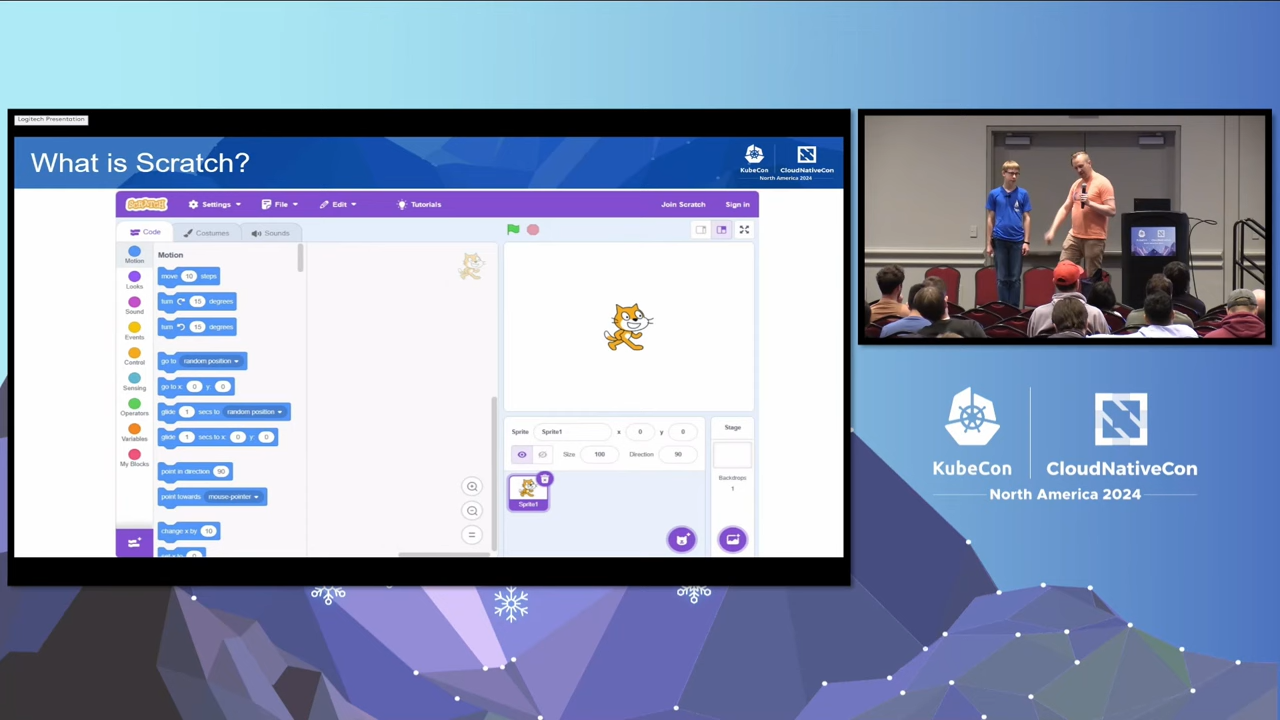 Logitech Presentation
What is Scratch?
KubeCon
CloudNativeCon
North America 2024
SCRATCH
Settings
File
Edit
Tutorials
Join Scratch
Sign in
Code
Costumes
Sounds
Motion
Looks
Sound
Events
Control
Sensing
Operators
Variables
My Blocks
Motion
move 10 steps
turn 15 degrees
turn 15 degrees
go to random position
go to x: 0 y: 0
glide 1 secs to random position
glide 1 secs to x: 0 y: 0
point in direction 90
point towards mouse-pointer
change x by 10
Sprite Sprite1 x 0 y 0
Size 100 Direction 90
Sprite1
Stage
Backdrops
1
KubeCon
CloudNativeCon
North America 2024